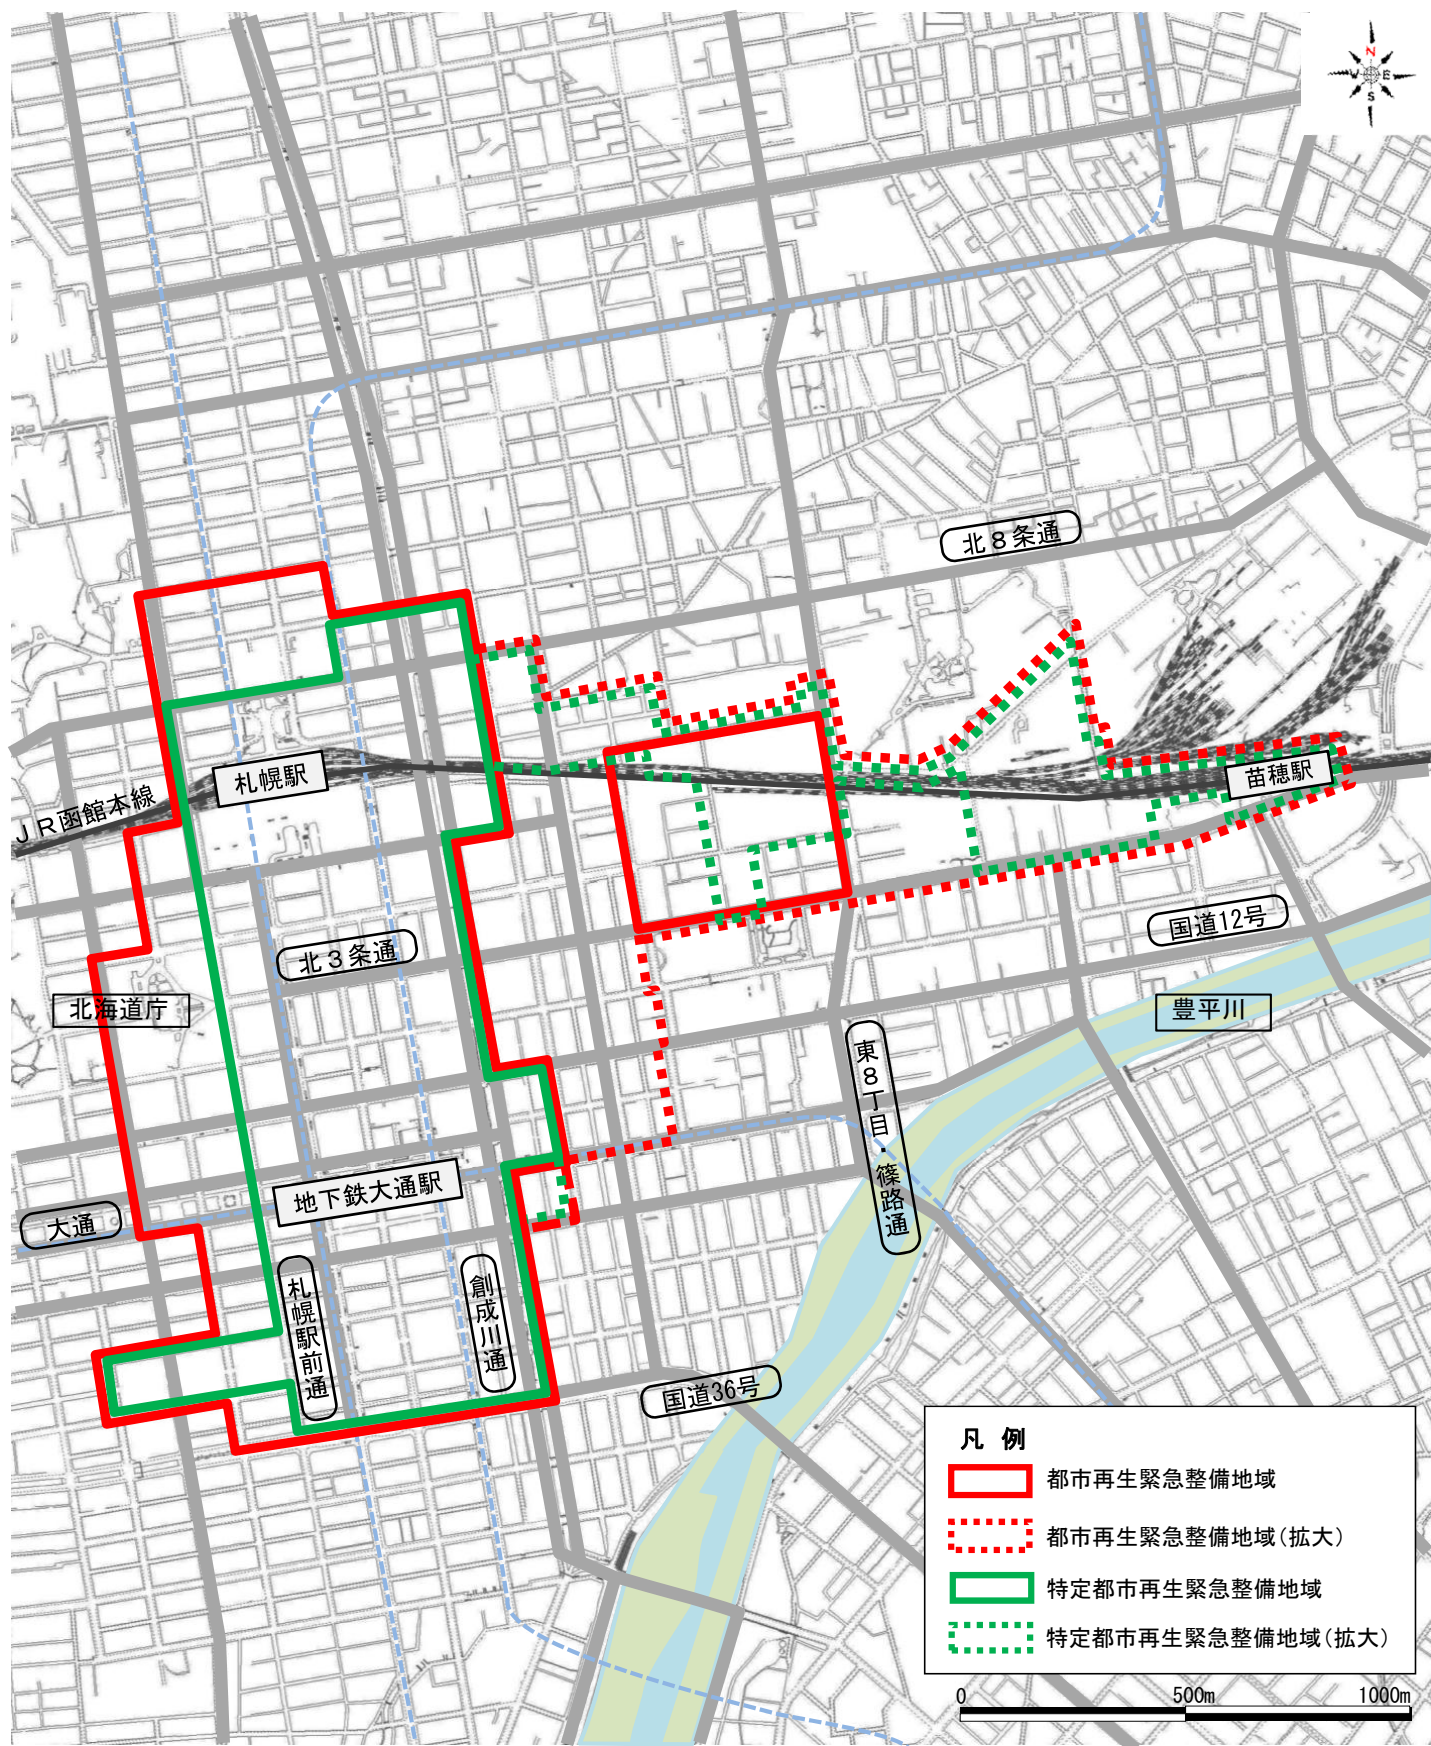 N
W E
S
北８条通
札幌駅
苗穂駅
ＪＲ函館本線
国道12号
北３条通
北海道庁
豊平川
東８丁目・篠路通
地下鉄大通駅
大通
札幌駅前通
創成川通
国道36号
凡 例
都市再生緊急整備地域
都市再生緊急整備地域（拡大）
特定都市再生緊急整備地域
特定都市再生緊急整備地域（拡大）
0 500m 1000m